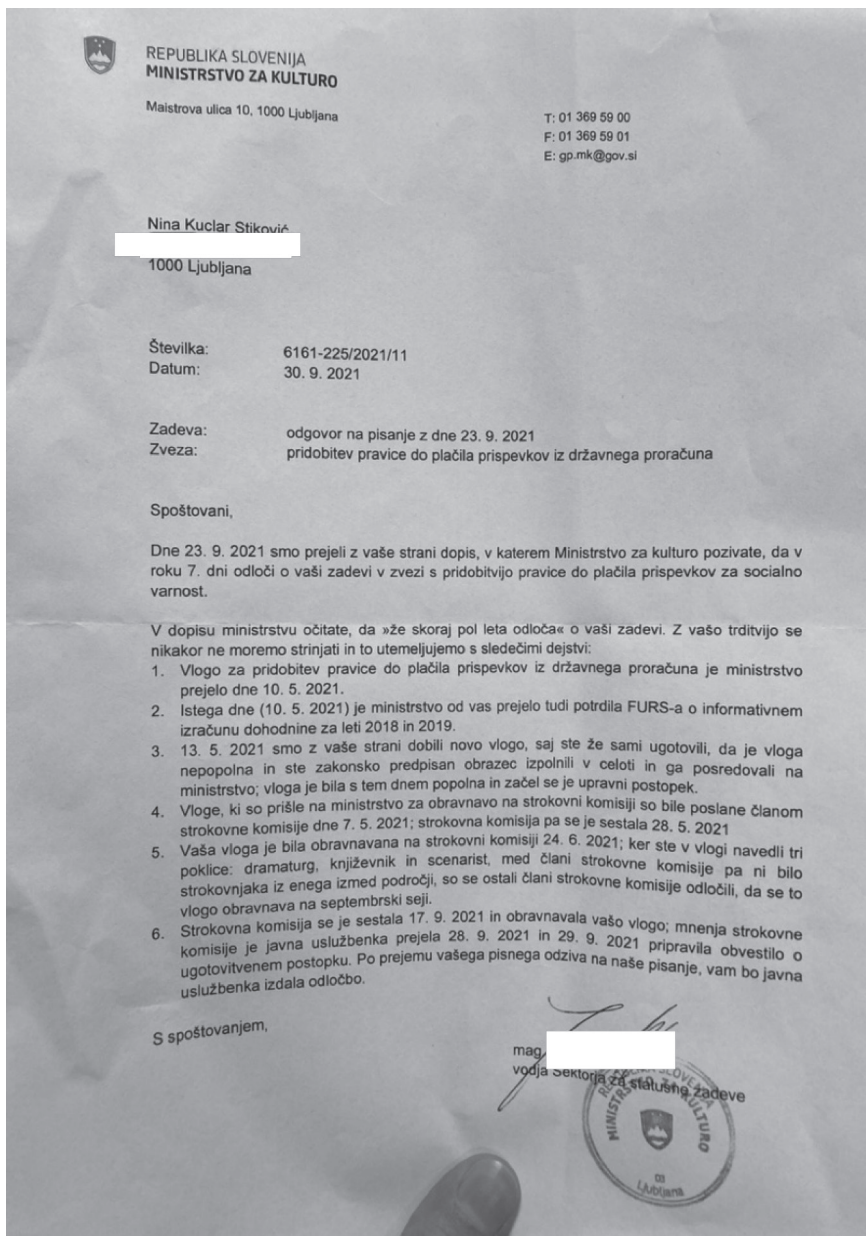 REPUBLIKA SLOVENIJA
MINISTRSTVO ZA KULTURO
Maistrova ulica 10, 1000 Ljubljana
T: 01 369 59 00
F: 01 369 59 01
E: gp.mk@gov.si
Nina Kuclar Stiković
1000 Ljubljana
Številka: 6161-225/2021/11
Datum: 30. 9. 2021
Zadeva: odgovor na pisanje z dne 23. 9. 2021
Zveza: pridobitev pravice do plačila prispevkov iz državnega proračuna
Spoštovani,
Dne 23. 9. 2021 smo prejeli z vaše strani dopis, v katerem Ministrstvo za kulturo pozivate, da v
roku 7. dni odloči o vaši zadevi v zvezi s pridobitvijo pravice do plačila prispevkov za socialno
varnost.
V dopisu ministrstvu očitate, da »že skoraj pol leta odloča« o vaši zadevi. Z vašo trditvijo se
nikakor ne moremo strinjati in to utemeljujemo s sledečimi dejstvi:
1. Vlogo za pridobitev pravice do plačila prispevkov iz državnega proračuna je ministrstvo
prejelo dne 10. 5. 2021.
2. Istega dne (10. 5. 2021) je ministrstvo od vas prejelo tudi potrdila FURS-a o informativnem
izračunu dohodnine za leti 2018 in 2019.
3. 13. 5. 2021 smo z vaše strani dobili novo vlogo, saj ste že sami ugotovili, da je vloga
nepopolna in ste zakonsko predpisan obrazec izpolnili v celoti in ga posredovali na
ministrstvo; vloga je bila s tem dnem popolna in začel se je upravni postopek.
4. Vloge, ki so prišle na ministrstvo za obravnavo na strokovni komisiji so bile poslane članom
strokovne komisije dne 7. 5. 2021; strokovna komisija pa se je sestala 28. 5. 2021
5. Vaša vloga je bila obravnavana na strokovni komisiji 24. 6. 2021; ker ste v vlogi navedli tri
poklice: dramaturg, književnik in scenarist, med člani strokovne komisije pa ni bilo
strokovnjaka iz enega izmed področji, so se ostali člani strokovne komisije odločili, da se to
vlogo obravnava na septembrski seji.
6. Strokovna komisija se je sestala 17. 9. 2021 in obravnavala vašo vlogo; mnenja strokovne
komisije je javna uslužbenka prejela 28. 9. 2021 in 29. 9. 2021 pripravila obvestilo o
ugotovitvenem postopku. Po prejemu vašega pisnega odziva na naše pisanje, vam bo javna
uslužbenka izdala odločbo.
S spoštovanjem,
mag.
vodja Sektorja za statusne zadeve
REPUBLIKA SLOVENIJA
MINISTRSTVO ZA KULTURO
03
Ljubljana